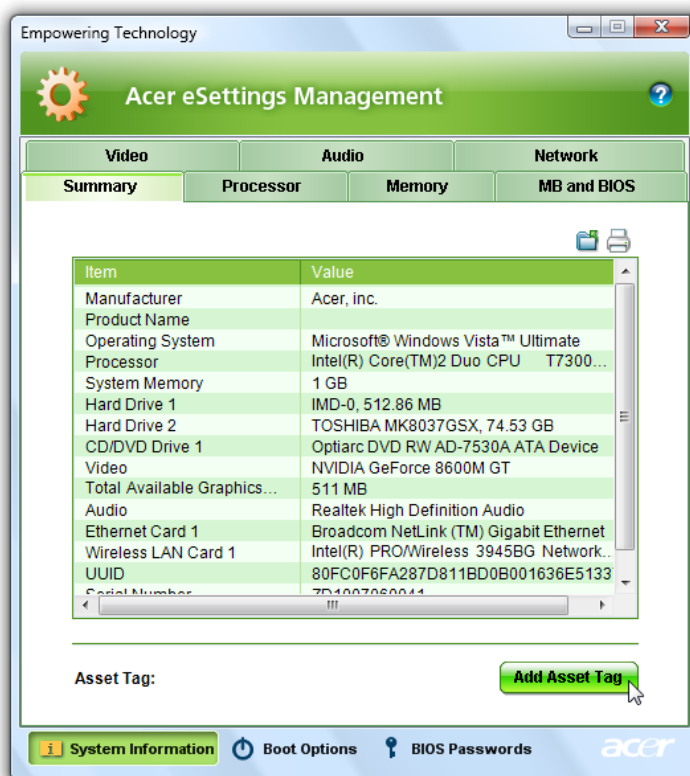 Empowering Technology
Acer eSettings Management
Video Audio Network
Summary Processor Memory MB and BIOS
Item Value
Manufacturer Acer, inc.
Product Name
Operating System Microsoft® Windows Vista™ Ultimate
Processor Intel(R) Core(TM)2 Duo CPU T7300...
System Memory 1 GB
Hard Drive 1 IMD-0, 512.86 MB
Hard Drive 2 TOSHIBA MK8037GSX, 74.53 GB
CD/DVD Drive 1 Optiarc DVD RW AD-7530A ATA Device
Video NVIDIA GeForce 8600M GT
Total Available Graphics... 511 MB
Audio Realtek High Definition Audio
Ethernet Card 1 Broadcom NetLink (TM) Gigabit Ethernet
Wireless LAN Card 1 Intel(R) PRO/Wireless 3945BG Network...
UUID 80FC0F6FA287D811BD0B001636E5133
Serial Number
Asset Tag: Add Asset Tag
System Information Boot Options BIOS Passwords acer